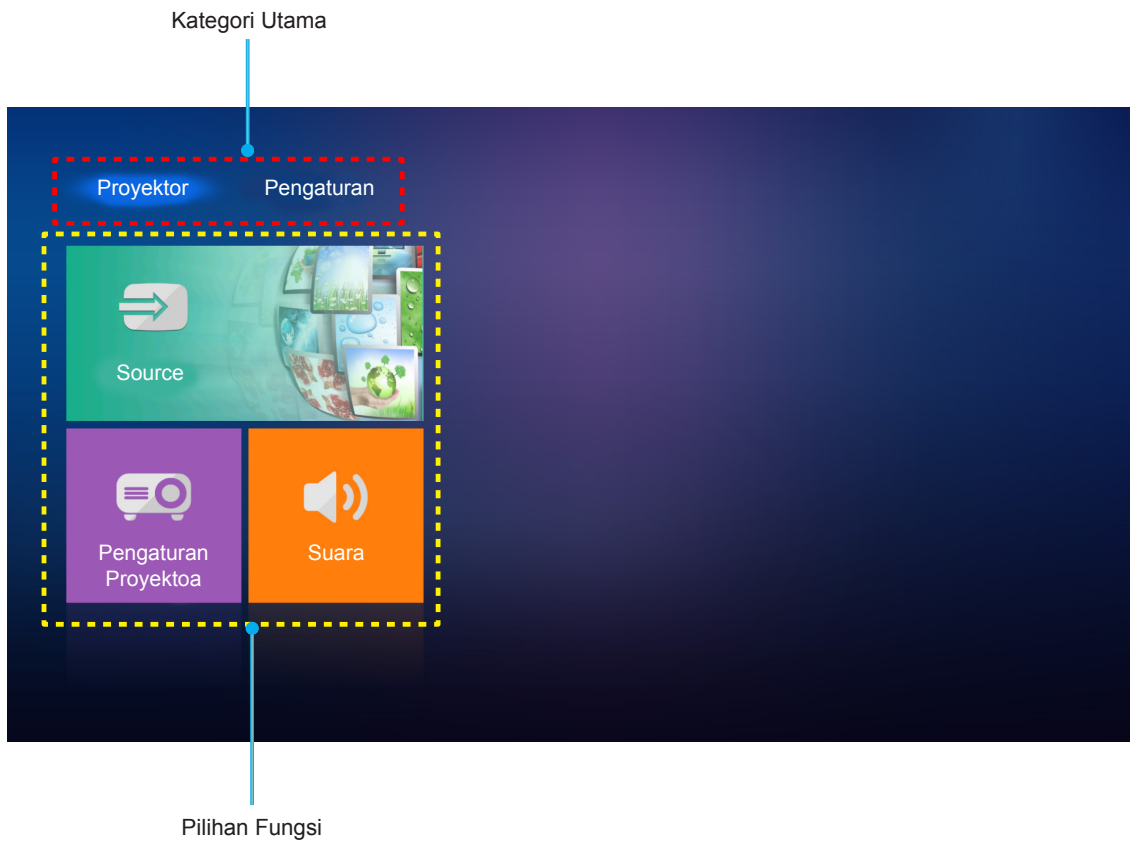 Kategori Utama
Proyektor Pengaturan
Source
Pengaturan Suara
Proyektoa
Pilihan Fungsi